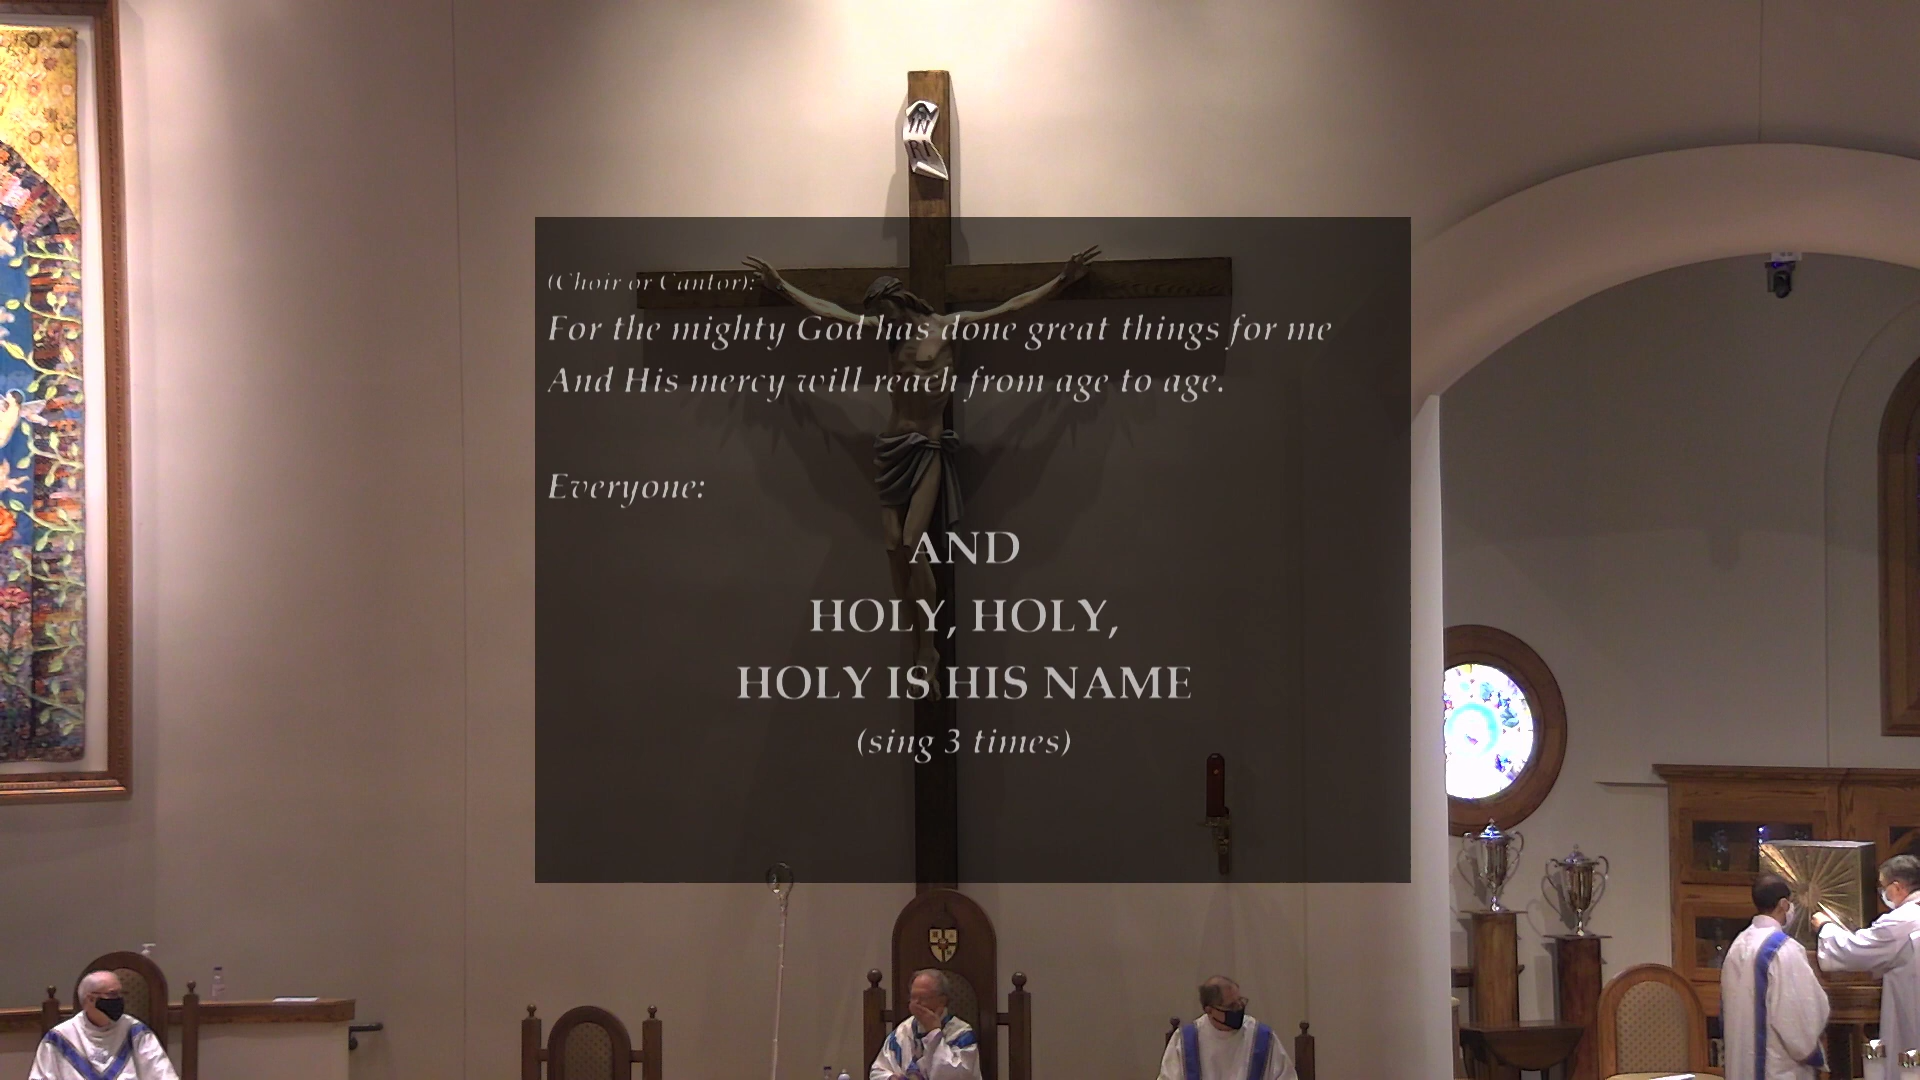 INRI
(Choir or Cantor):
For the mighty God has done great things for me
And His mercy will reach from age to age.
Everyone:
AND
HOLY, HOLY,
HOLY IS HIS NAME
(sing 3 times)